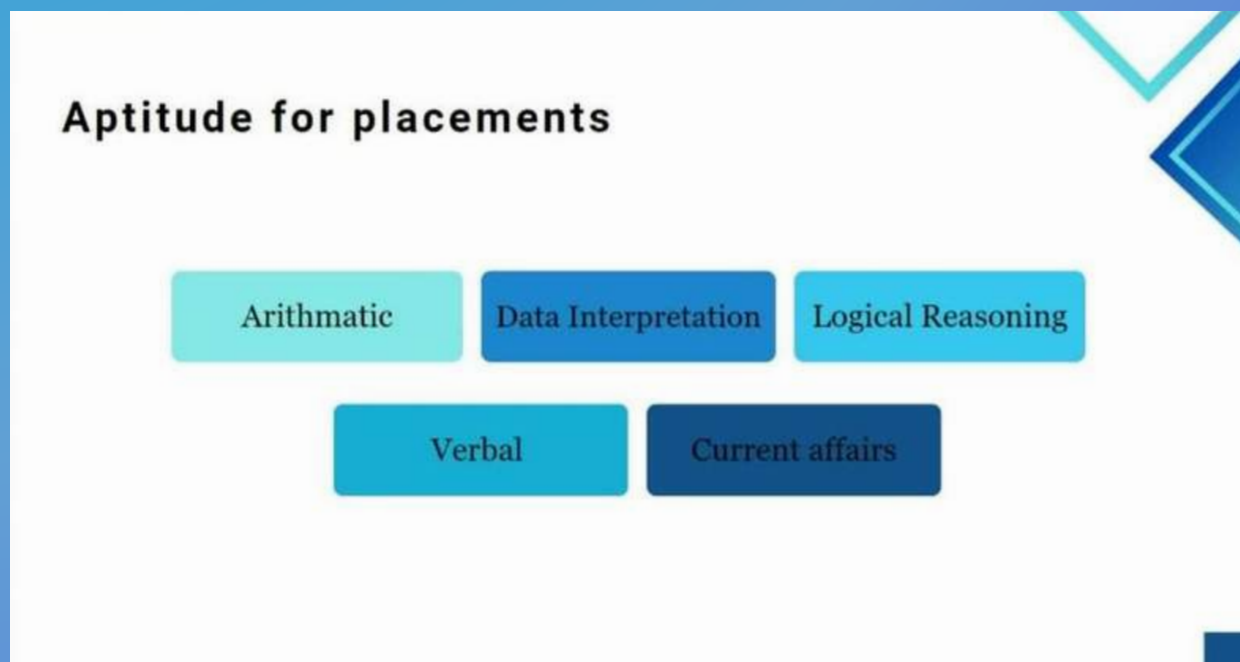 Aptitude for placements
Arithmatic
Data Interpretation
Logical Reasoning
Verbal
Current affairs